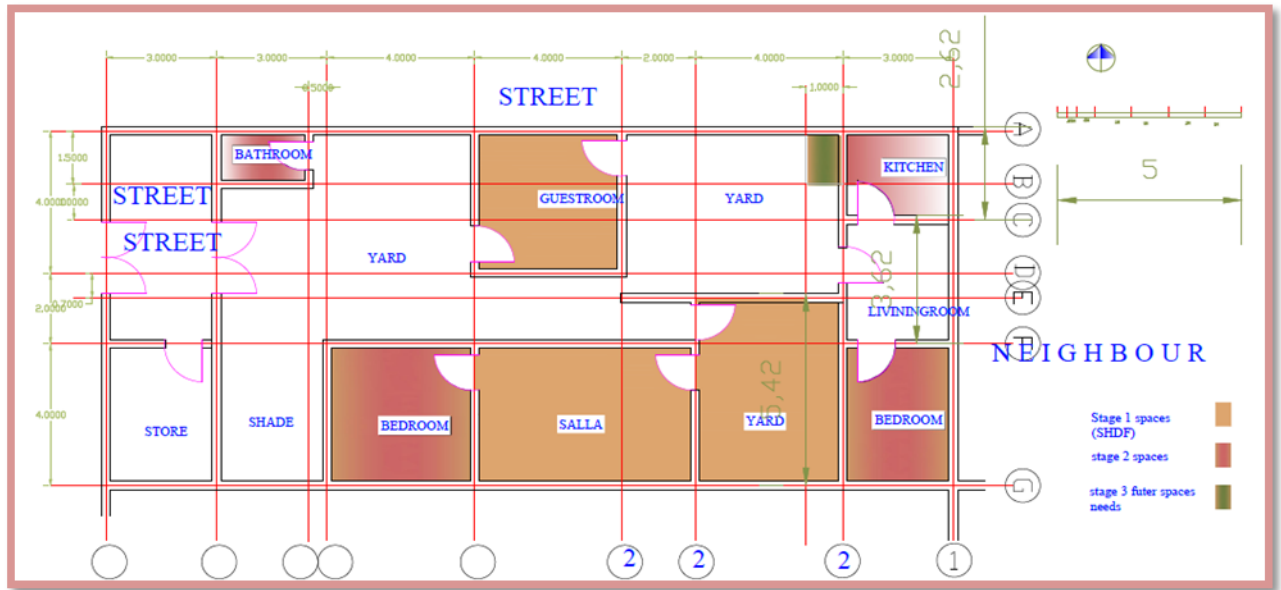 3.0000
3.0000
4.0000
4.0000
2.0000
4.0000
3.0000
2,62
0.5000
1.0000
STREET
A
BATHROOM
1.5000
KITCHEN
5
B
STREET
GUESTROOM
YARD
4.0000
C
STREET
YARD
D
3,62
0.7000
2.0000
LIVININGROOM
NEIGHBOUR
5,42
4.0000
STORE
SHADE
BEDROOM
SALLA
YARD
BEDROOM
Stage 1 spaces
(SHDF)
stage 2 spaces
stage 3 futer spaces
needs
G
2
2
2
1